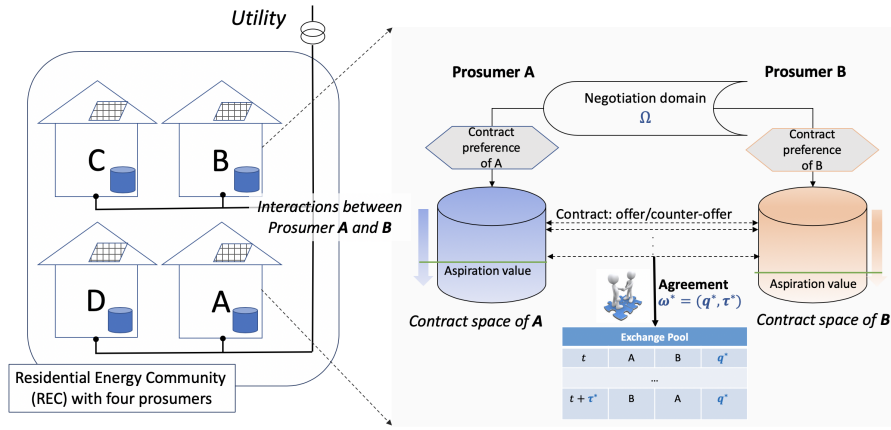 Utility
C
B
D
A
Interactions between
Prosumer A and B
Residential Energy Community
(REC) with four prosumers
Prosumer A
Prosumer B
Negotiation domain
Ω
Contract
preference
of A
Contract
preference
of B
Contract: offer/counter-offer
Aspiration value
Aspiration value
Agreement
ω* = (q*, τ*)
Contract space of A
Contract space of B
Exchange Pool
t A B q*
...
t + τ* B A q*